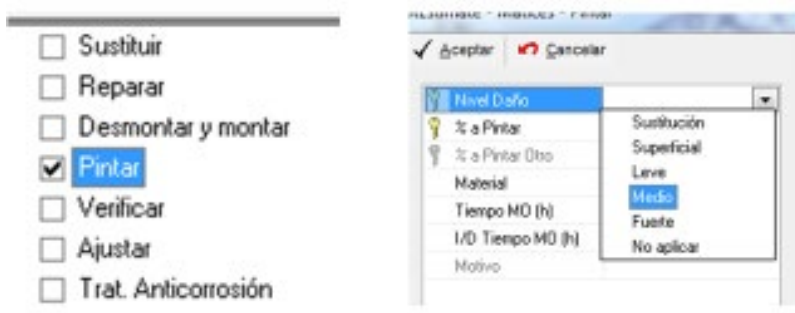 Sustituir
Reparar
Desmontar y montar
Pintar
Verificar
Ajustar
Trat. Anticorrosión
Pintar
Aceptar Cancelar
Nivel Daño
% a Pintar
% a Pintar Otro
Material
Tiempo MO (h)
I/D Tiempo MO (h)
Motivo
Sustitución
Superficial
Leve
Medio
Fuerte
No aplicar